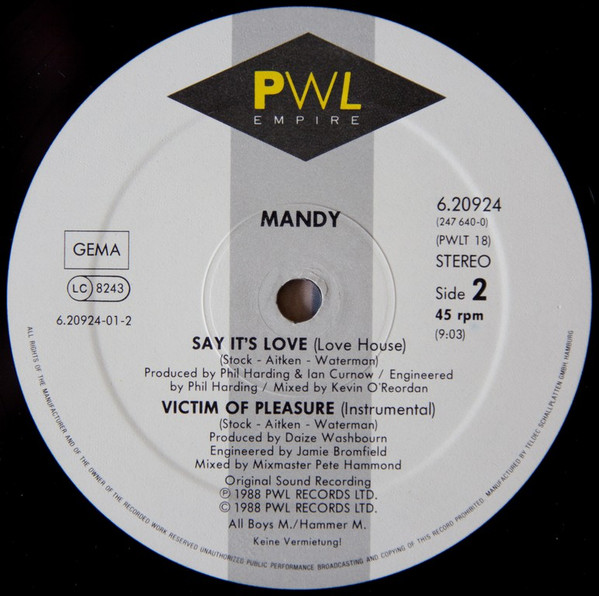 PWL
EMPIRE
MANDY
6.20924
(247 640-0)
(PWLT 18)
STEREO
Side 2
45 rpm
(9:03)
GEMA
LC 8243
6.20924-01-2
SAY IT'S LOVE (Love House)
(Stock - Aitken - Waterman)
Produced by Phil Harding & Ian Curnow / Engineered
by Phil Harding / Mixed by Kevin O'Reordan
VICTIM OF PLEASURE (Instrumental)
(Stock - Aitken - Waterman)
Produced by Daize Washbourn
Engineered by Jamie Bromfield
Mixed by Mixmaster Pete Hammond
Original Sound Recording
℗ 1988 PWL RECORDS LTD.
© 1988 PWL RECORDS LTD.
All Boys M./Hammer M.
Keine Vermietung!
ALL RIGHTS OF THE MANUFACTURER AND OF THE OWNER OF THE RECORDED WORK RESERVED UNAUTHORIZED PUBLIC PERFORMANCE BROADCASTING AND COPYING OF THIS RECORD PROHIBITED. MANUFACTURED BY TELDEC SCHALLPLATTEN GMBH HAMBURG